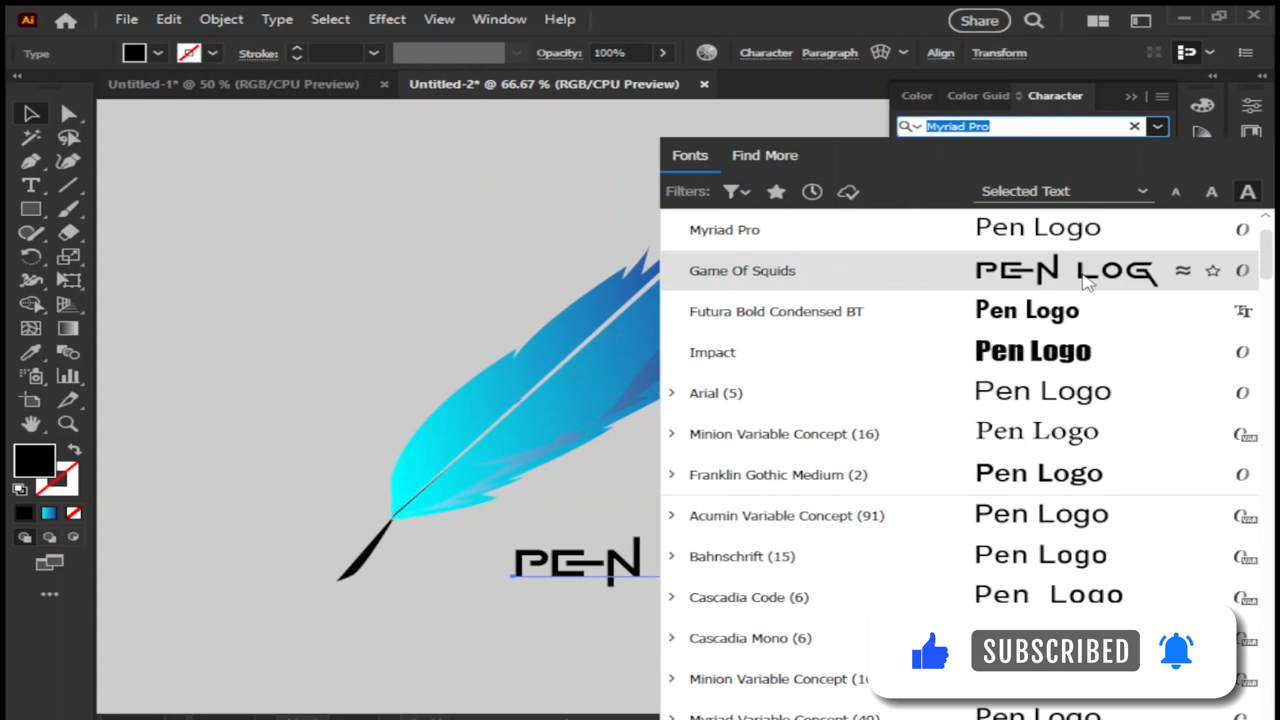 Ai File Edit Object Type Select Effect View Window Help Share
Type Stroke: Opacity: 100% Character Paragraph Align Transform
Untitled-1* @ 50 % (RGB/CPU Preview) × Untitled-2* @ 66.67 % (RGB/CPU Preview) ×
Color Color Guid Character
Myriad Pro
Fonts Find More
Filters: Selected Text A A A
Myriad Pro Pen Logo
Game Of Squids PEN LOG
Futura Bold Condensed BT Pen Logo
Impact Pen Logo
Arial (5) Pen Logo
Minion Variable Concept (16) Pen Logo
Franklin Gothic Medium (2) Pen Logo
Acumin Variable Concept (91) Pen Logo
Bahnschrift (15) Pen Logo
Cascadia Code (6) Pen Logo
Cascadia Mono (6)
Minion Variable Concept
Myriad Variable Concept Pen Logo
PEN
SUBSCRIBED